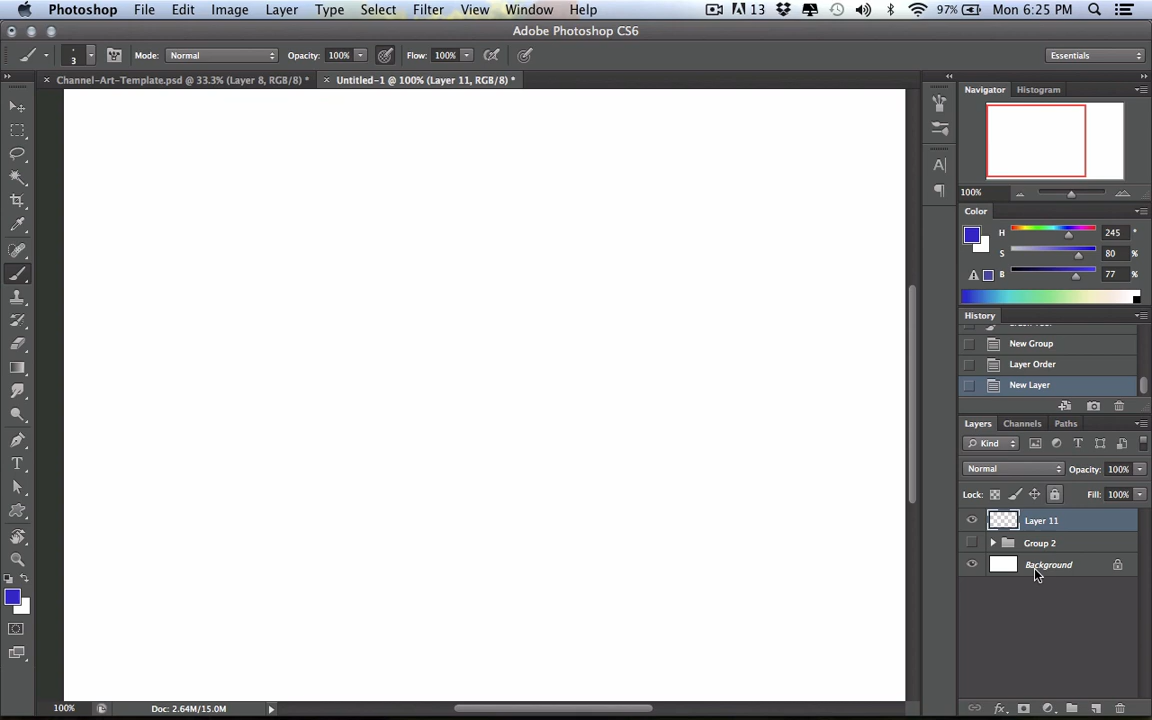 Photoshop File Edit Image Layer Type Select Filter View Window Help 13 97% Mon 6:25 PM
Adobe Photoshop CS6
3 Mode: Normal Opacity: 100% Flow: 100% Essentials
Channel-Art-Template.psd @ 33.3% (Layer 8, RGB/8) * Untitled-1 @ 100% (Layer 11, RGB/8) *
Navigator Histogram
100%
Color
H 245 °
S 80 %
B 77 %
History
New Group
Layer Order
New Layer
Layers Channels Paths
Kind
Normal Opacity: 100%
Lock: Fill: 100%
Layer 11
Group 2
Background
100% Doc: 2.64M/15.0M